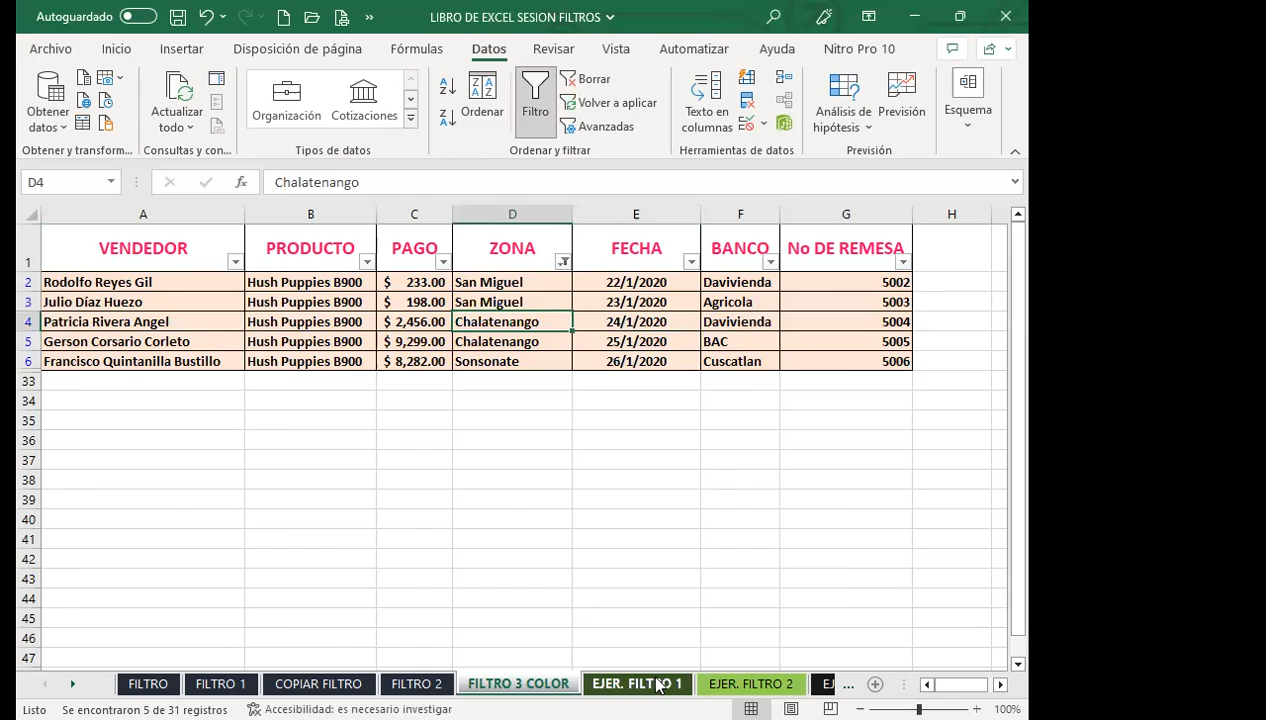 Autoguardado
LIBRO DE EXCEL SESION FILTROS
Archivo Inicio Insertar Disposición de página Fórmulas Datos Revisar Vista Automatizar Ayuda Nitro Pro 10
Obtener datos
Actualizar todo
Organización Cotizaciones
Ordenar
Filtro
Borrar
Volver a aplicar
Avanzadas
Texto en columnas
Análisis de hipótesis
Previsión
Esquema
Obtener y transform... Consultas y con... Tipos de datos Ordenar y filtrar Herramientas de datos Previsión
D4 fx Chalatenango
A B C D E F G H
1 VENDEDOR PRODUCTO PAGO ZONA FECHA BANCO No DE REMESA
2 Rodolfo Reyes Gil Hush Puppies B900 $ 233.00 San Miguel 22/1/2020 Davivienda 5002
3 Julio Díaz Huezo Hush Puppies B900 $ 198.00 San Miguel 23/1/2020 Agricola 5003
4 Patricia Rivera Angel Hush Puppies B900 $ 2,456.00 Chalatenango 24/1/2020 Davivienda 5004
5 Gerson Corsario Corleto Hush Puppies B900 $ 9,299.00 Chalatenango 25/1/2020 BAC 5005
6 Francisco Quintanilla Bustillo Hush Puppies B900 $ 8,282.00 Sonsonate 26/1/2020 Cuscatlan 5006
33
34
35
36
37
38
39
40
41
42
43
44
45
46
47
FILTRO FILTRO 1 COPIAR FILTRO FILTRO 2 FILTRO 3 COLOR EJER. FILTRO 1 EJER. FILTRO 2 EJ ...
Listo Se encontraron 5 de 31 registros Accesibilidad: es necesario investigar 100%